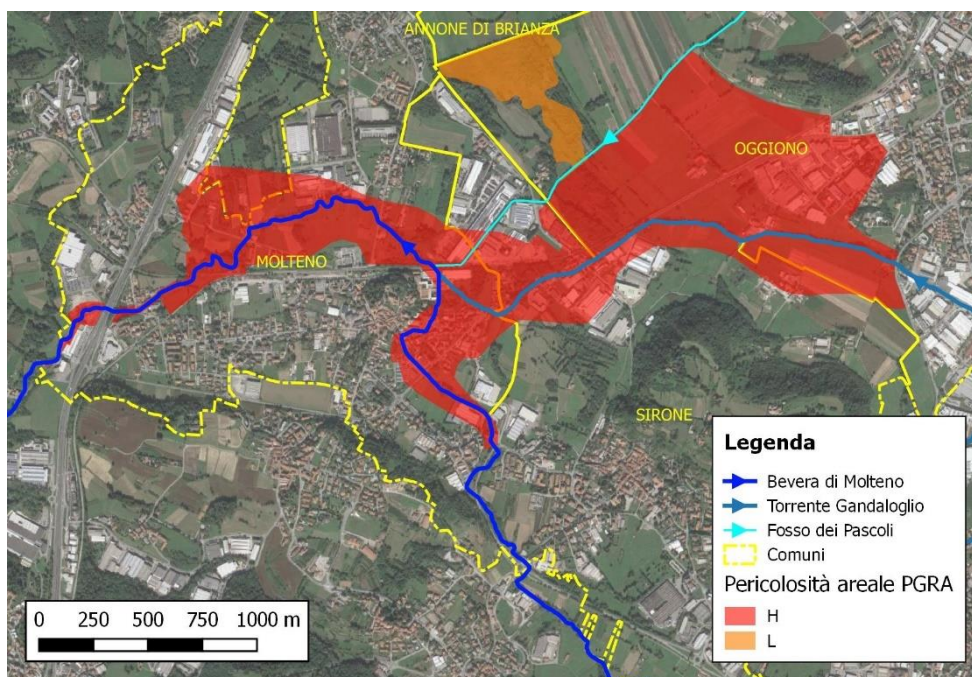 ANNONE DI BRIANZA
OGGIONO
MOLTENO
SIRONE
Legenda
Bevera di Molteno
Torrente Gandaloglio
Fosso dei Pascoli
Comuni
Pericolosità areale PGRA
H
L
0 250 500 750 1000 m